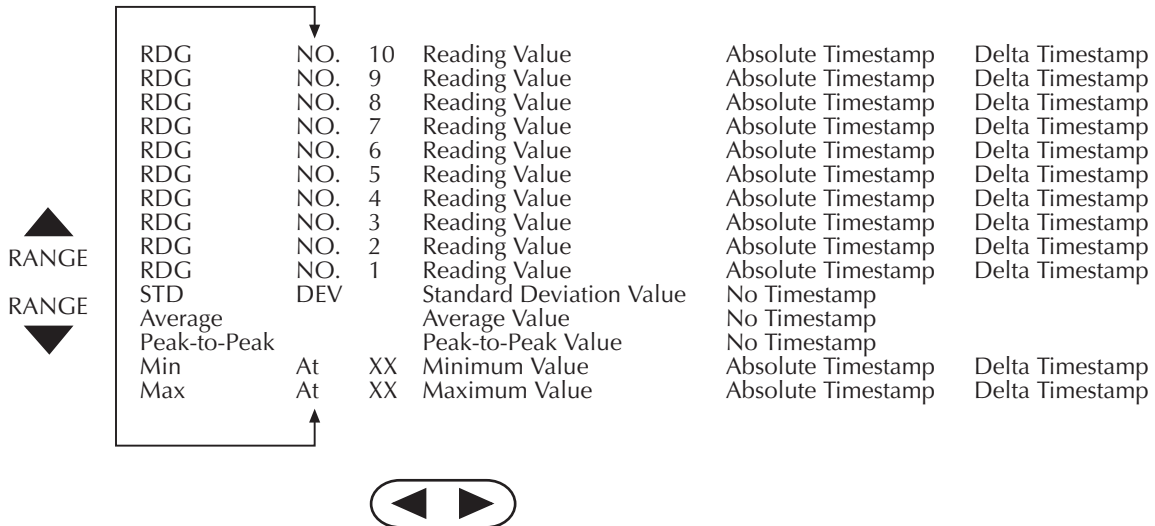 RDG NO. 10 Reading Value Absolute Timestamp Delta Timestamp
RDG NO. 9 Reading Value Absolute Timestamp Delta Timestamp
RDG NO. 8 Reading Value Absolute Timestamp Delta Timestamp
RDG NO. 7 Reading Value Absolute Timestamp Delta Timestamp
RDG NO. 6 Reading Value Absolute Timestamp Delta Timestamp
RDG NO. 5 Reading Value Absolute Timestamp Delta Timestamp
RDG NO. 4 Reading Value Absolute Timestamp Delta Timestamp
RDG NO. 3 Reading Value Absolute Timestamp Delta Timestamp
RDG NO. 2 Reading Value Absolute Timestamp Delta Timestamp
RDG NO. 1 Reading Value Absolute Timestamp Delta Timestamp
STD DEV Standard Deviation Value No Timestamp
Average Average Value No Timestamp
Peak-to-Peak Peak-to-Peak Value No Timestamp
Min At XX Minimum Value Absolute Timestamp Delta Timestamp
Max At XX Maximum Value Absolute Timestamp Delta Timestamp
RANGE
RANGE